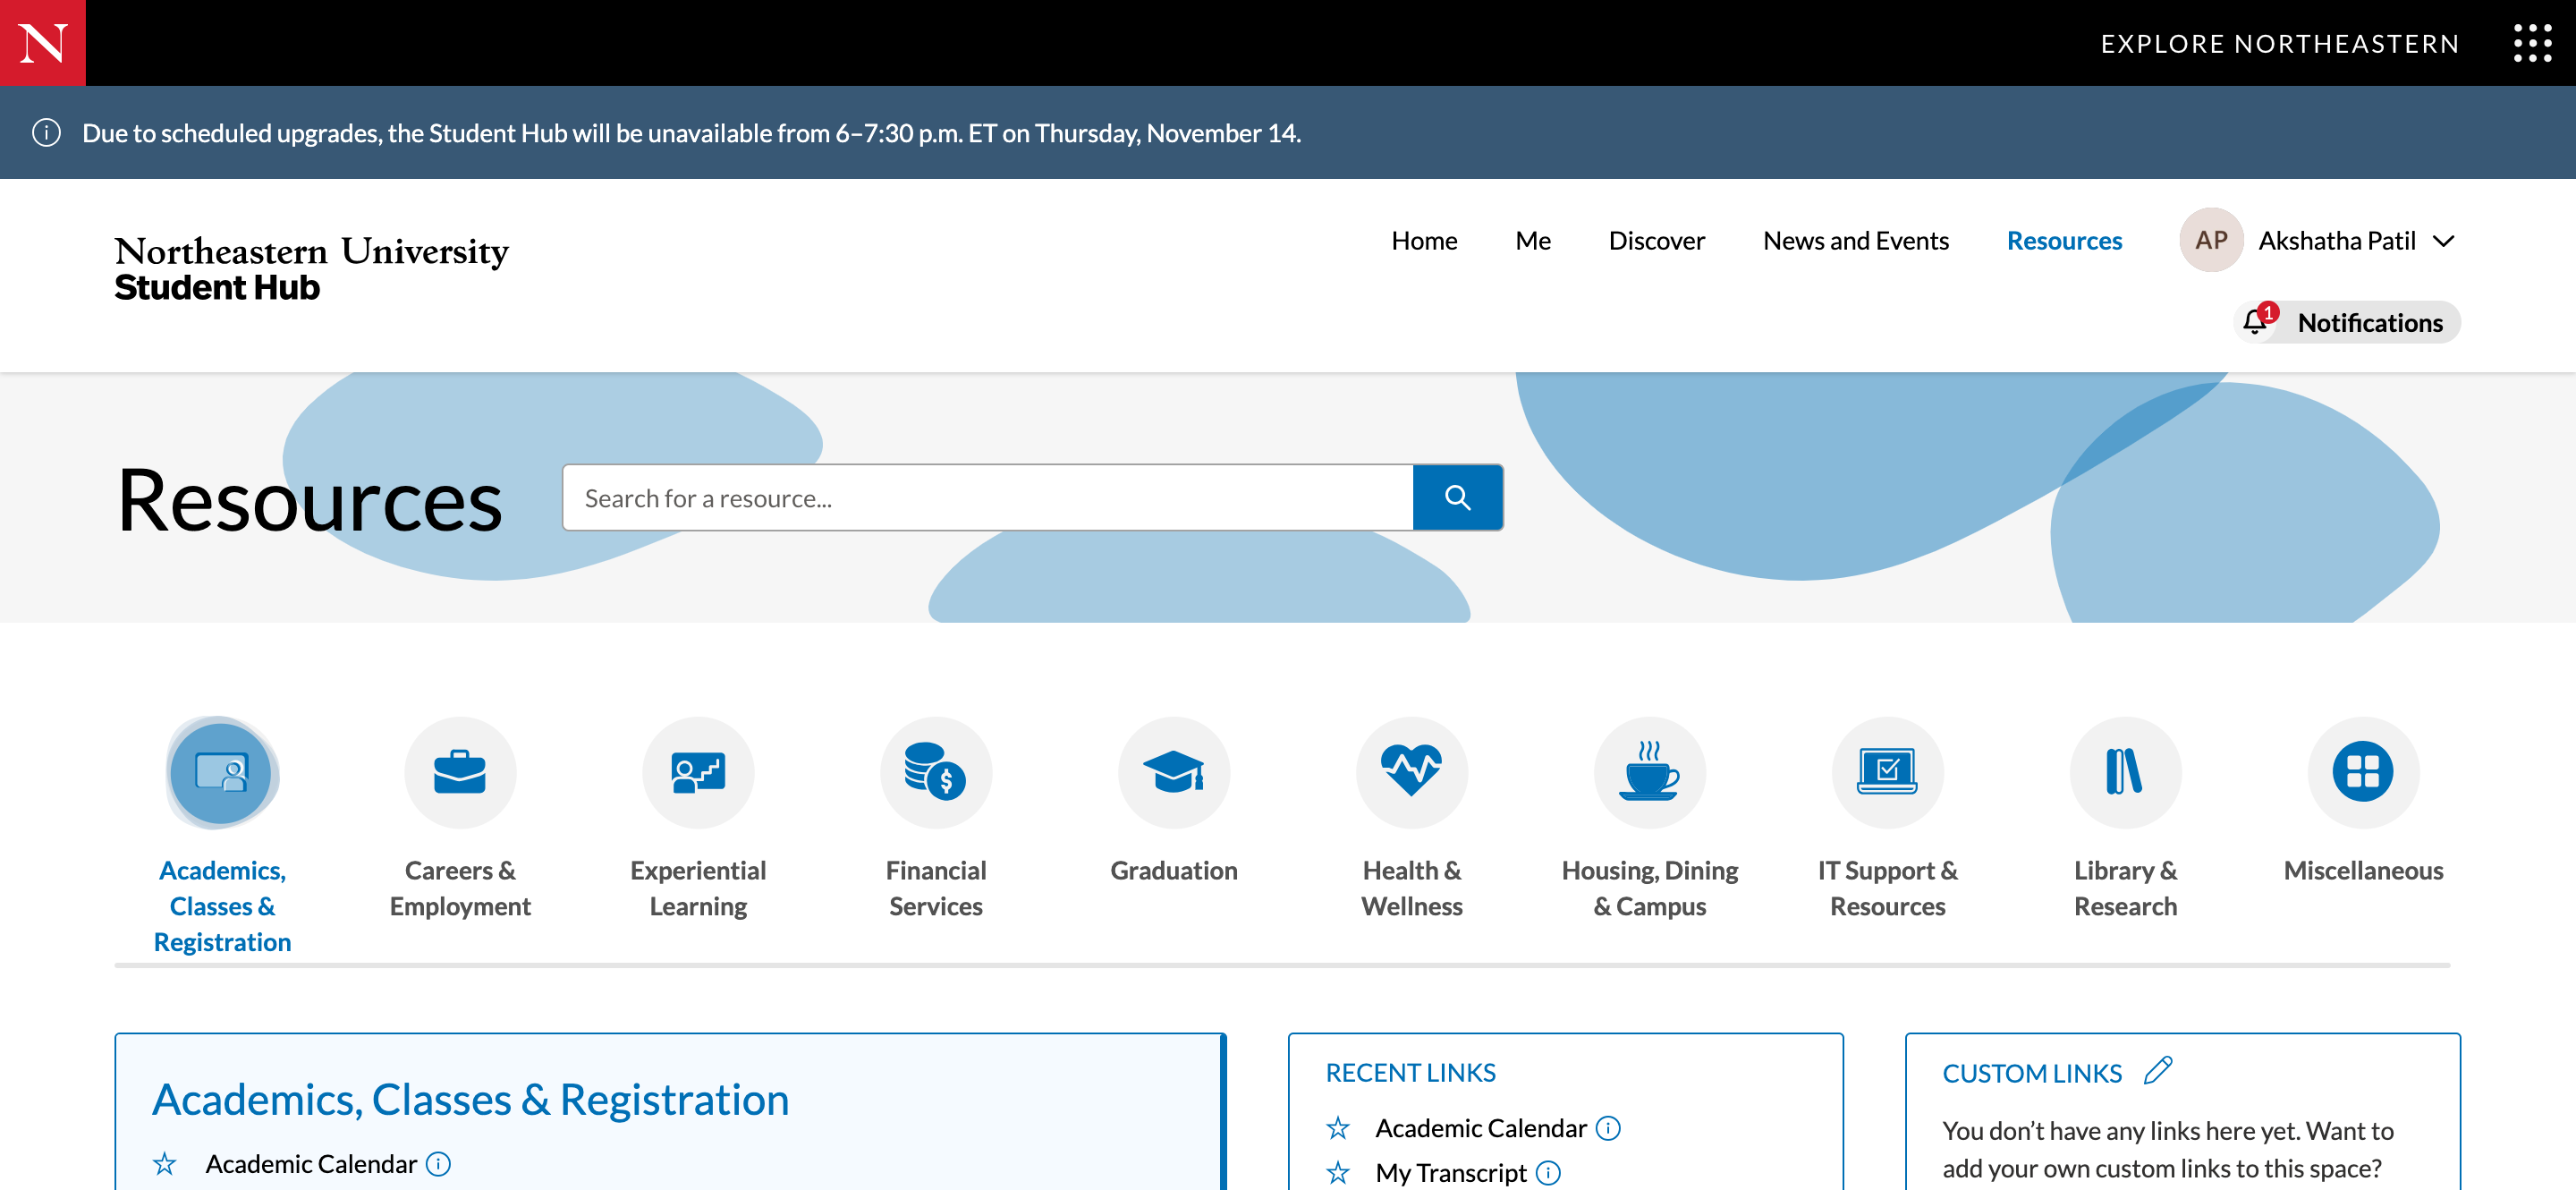 N
EXPLORE NORTHEASTERN
Due to scheduled upgrades, the Student Hub will be unavailable from 6–7:30 p.m. ET on Thursday, November 14.
Northeastern University
Student Hub
Home
Me
Discover
News and Events
Resources
AP
Akshatha Patil
1
Notifications
Resources
Search for a resource...
Academics,
Classes &
Registration
Careers &
Employment
Experiential
Learning
$
Financial
Services
Graduation
Health &
Wellness
Housing, Dining
& Campus
IT Support &
Resources
Library &
Research
Miscellaneous
Academics, Classes & Registration
Academic Calendar
RECENT LINKS
Academic Calendar
My Transcript
CUSTOM LINKS
You don’t have any links here yet. Want to
add your own custom links to this space?